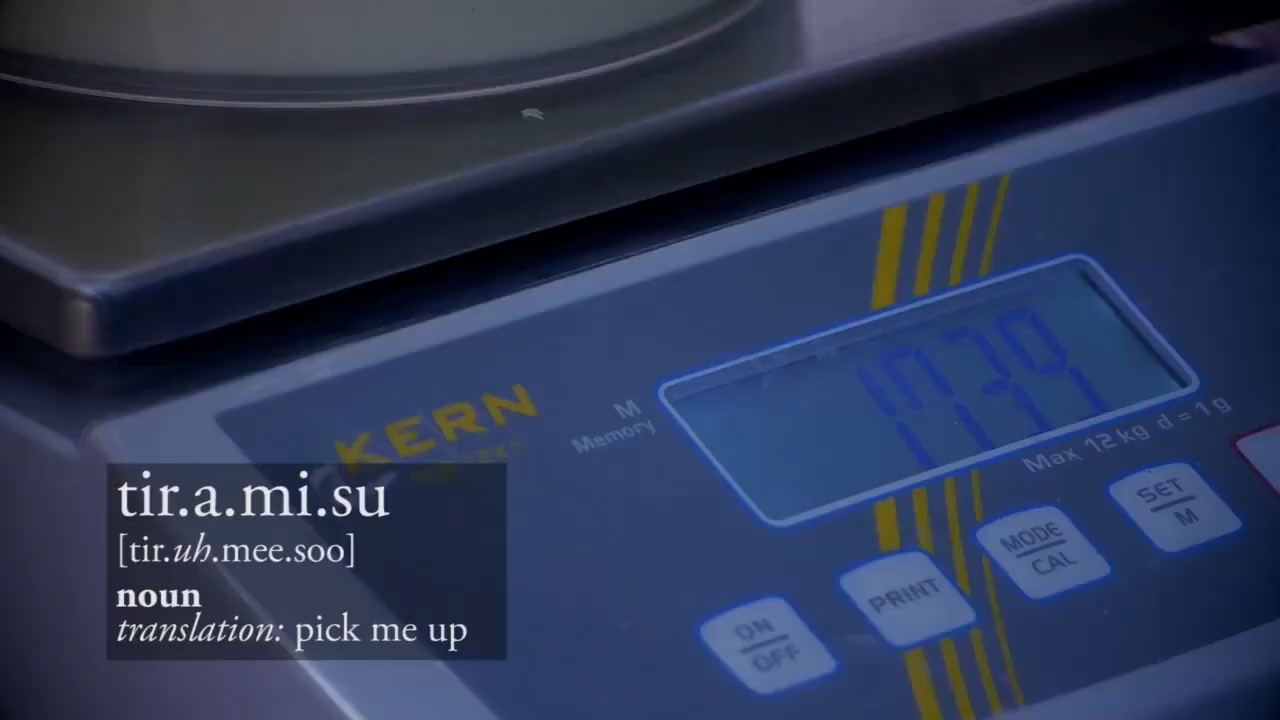 KERN
M
Memory
Max 12 kg d = 1 g
SET
M
MODE
CAL
PRINT
ON
OFF
tir.a.mi.su
[tir.uh.mee.soo]
noun
translation: pick me up